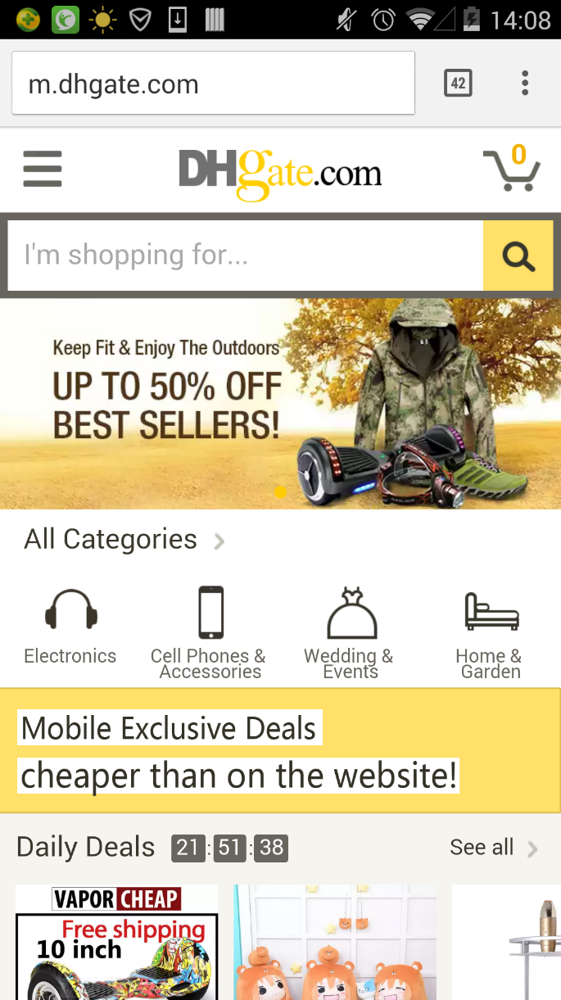 14:08
m.dhgate.com
42
DHgate.com
0
I'm shopping for...
Keep Fit & Enjoy The Outdoors
UP TO 50% OFF
BEST SELLERS!
All Categories
Electronics
Cell Phones &
Accessories
Wedding &
Events
Home &
Garden
Mobile Exclusive Deals
cheaper than on the website!
Daily Deals 21:51:38 See all
VAPOR CHEAP
Free shipping
10 inch